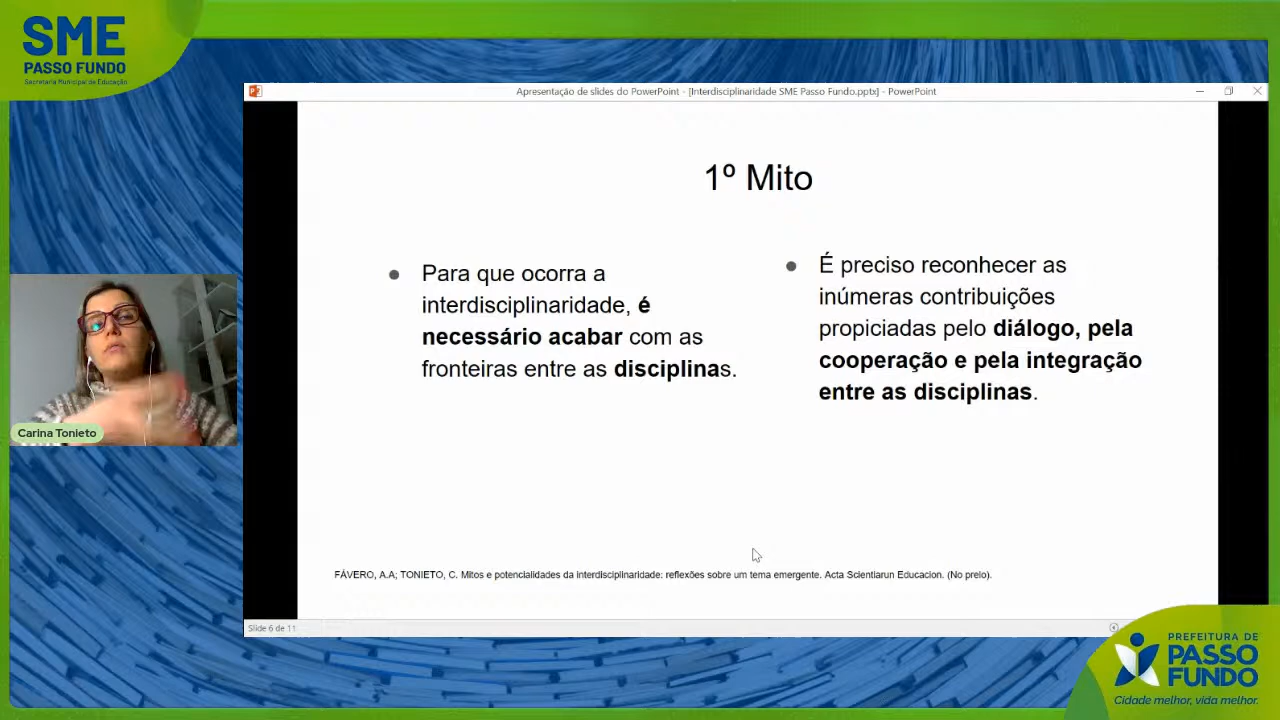 SME
PASSO FUNDO
Secretaria Municipal de Educação
Apresentação de slides do PowerPoint - [Interdisciplinaridade SME Passo Fundo.pptx] - PowerPoint
1º Mito
Para que ocorra a
interdisciplinaridade, é
necessário acabar com as
fronteiras entre as disciplinas.
É preciso reconhecer as
inúmeras contribuições
propiciadas pelo diálogo, pela
cooperação e pela integração
entre as disciplinas.
Carina Tonieto
FÁVERO, A.A; TONIETO, C. Mitos e potencialidades da interdisciplinaridade: reflexões sobre um tema emergente. Acta Scientiarun Educacion. (No prelo).
Slide 6 de 11
PREFEITURA DE
PASSO
FUNDO
Cidade melhor, vida melhor.